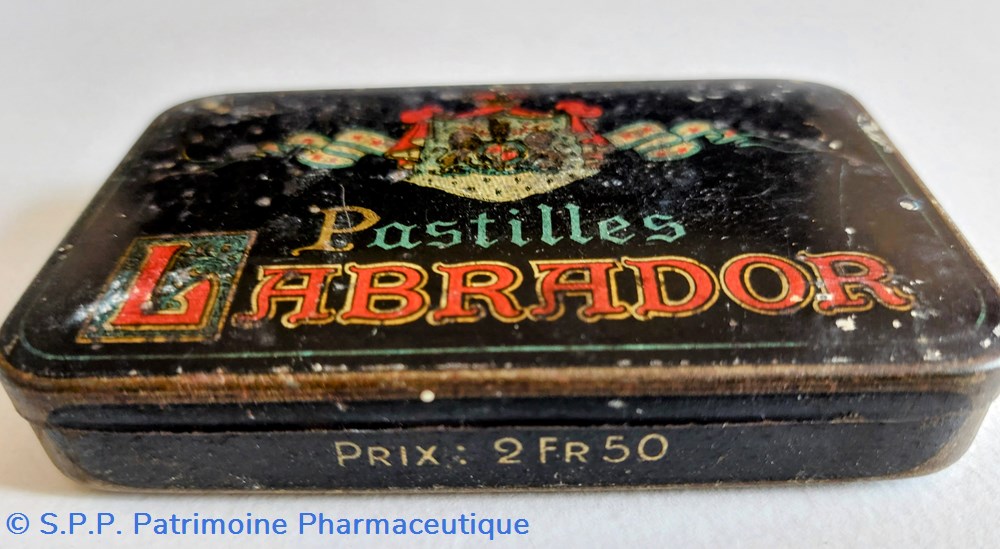 Pastilles
LABRADOR
PRIX: 2 FR 50
© S.P.P. Patrimoine Pharmaceutique